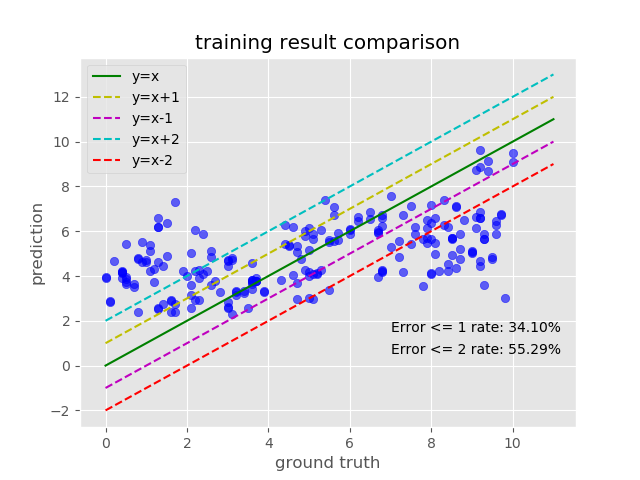 training result comparison
y=x
y=x+1
y=x-1
y=x+2
y=x-2
12
10
8
6
4
2
0
−2
prediction
Error <= 1 rate: 34.10%
Error <= 2 rate: 55.29%
0 2 4 6 8 10
ground truth